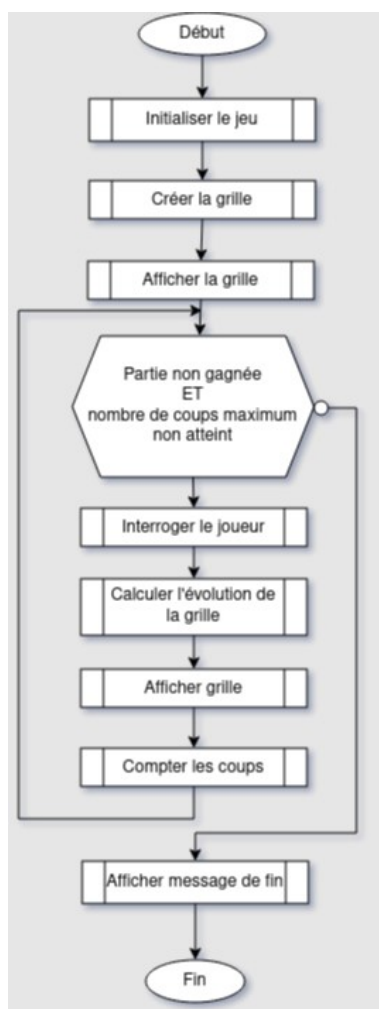 Début
Initialiser le jeu
Créer la grille
Afficher la grille
Partie non gagnée
ET
nombre de coups maximum
non atteint
Interroger le joueur
Calculer l'évolution de
la grille
Afficher grille
Compter les coups
Afficher message de fin
Fin